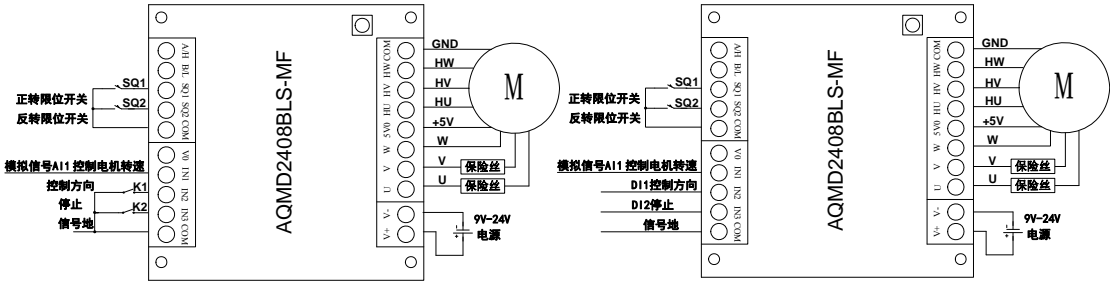 AQMD2408BLS-MF
A/H
B/L
SQ1
SQ2
COM
V0
IN1
IN2
IN3
COM
COM
HW
HV
HU
5V0
W
V
U
V-
V+
SQ1
正转限位开关
SQ2
反转限位开关
模拟信号AI1 控制电机转速
控制方向
K1
停止
K2
信号地
GND
HW
HV
HU
+5V
W
V
保险丝
U
保险丝
M
9V-24V
电源
AQMD2408BLS-MF
A/H
B/L
SQ1
SQ2
COM
V0
IN1
IN2
IN3
COM
COM
HW
HV
HU
5V0
W
V
U
V-
V+
SQ1
正转限位开关
SQ2
反转限位开关
模拟信号AI1 控制电机转速
DI1控制方向
DI2停止
信号地
GND
HW
HV
HU
+5V
W
V
保险丝
U
保险丝
M
9V-24V
电源